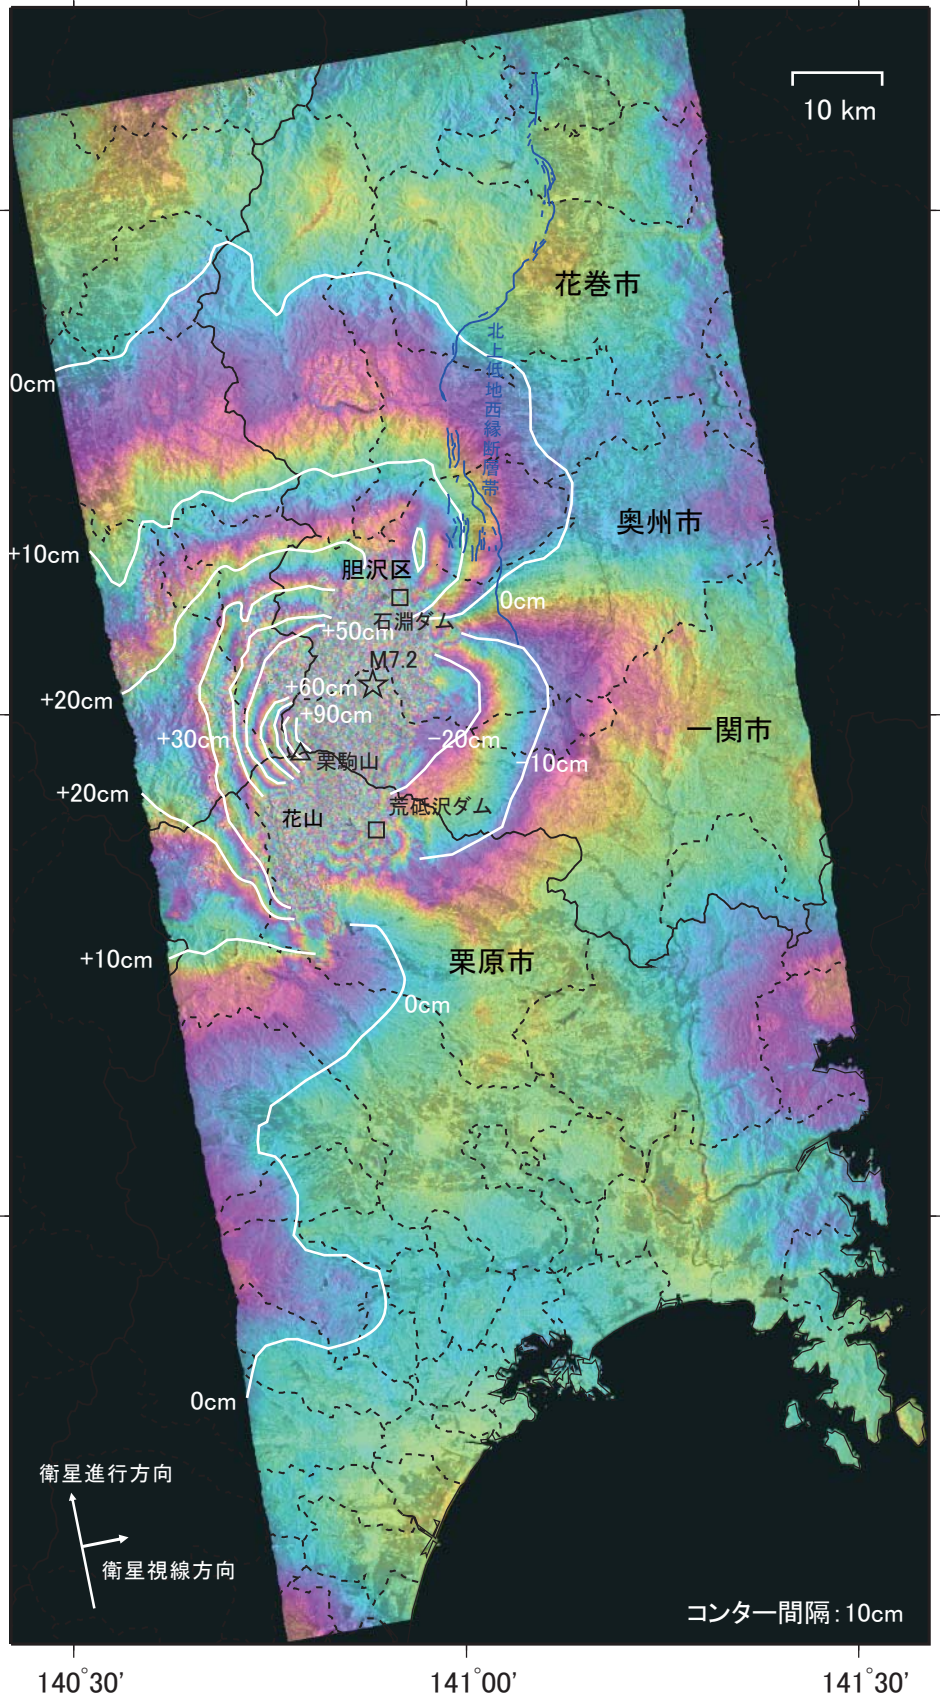 10 km
花巻市
北上低地西縁断層帯
0cm
奥州市
+10cm
胆沢区
0cm
石淵ダム
+50cm
M7.2
+60cm
+20cm
+90cm
一関市
+30cm
-20cm
栗駒山
-10cm
+20cm
荒砥沢ダム
花山
+10cm
栗原市
0cm
0cm
衛星進行方向
衛星視線方向
コンター間隔：10cm
140°30'
141°00'
141°30'